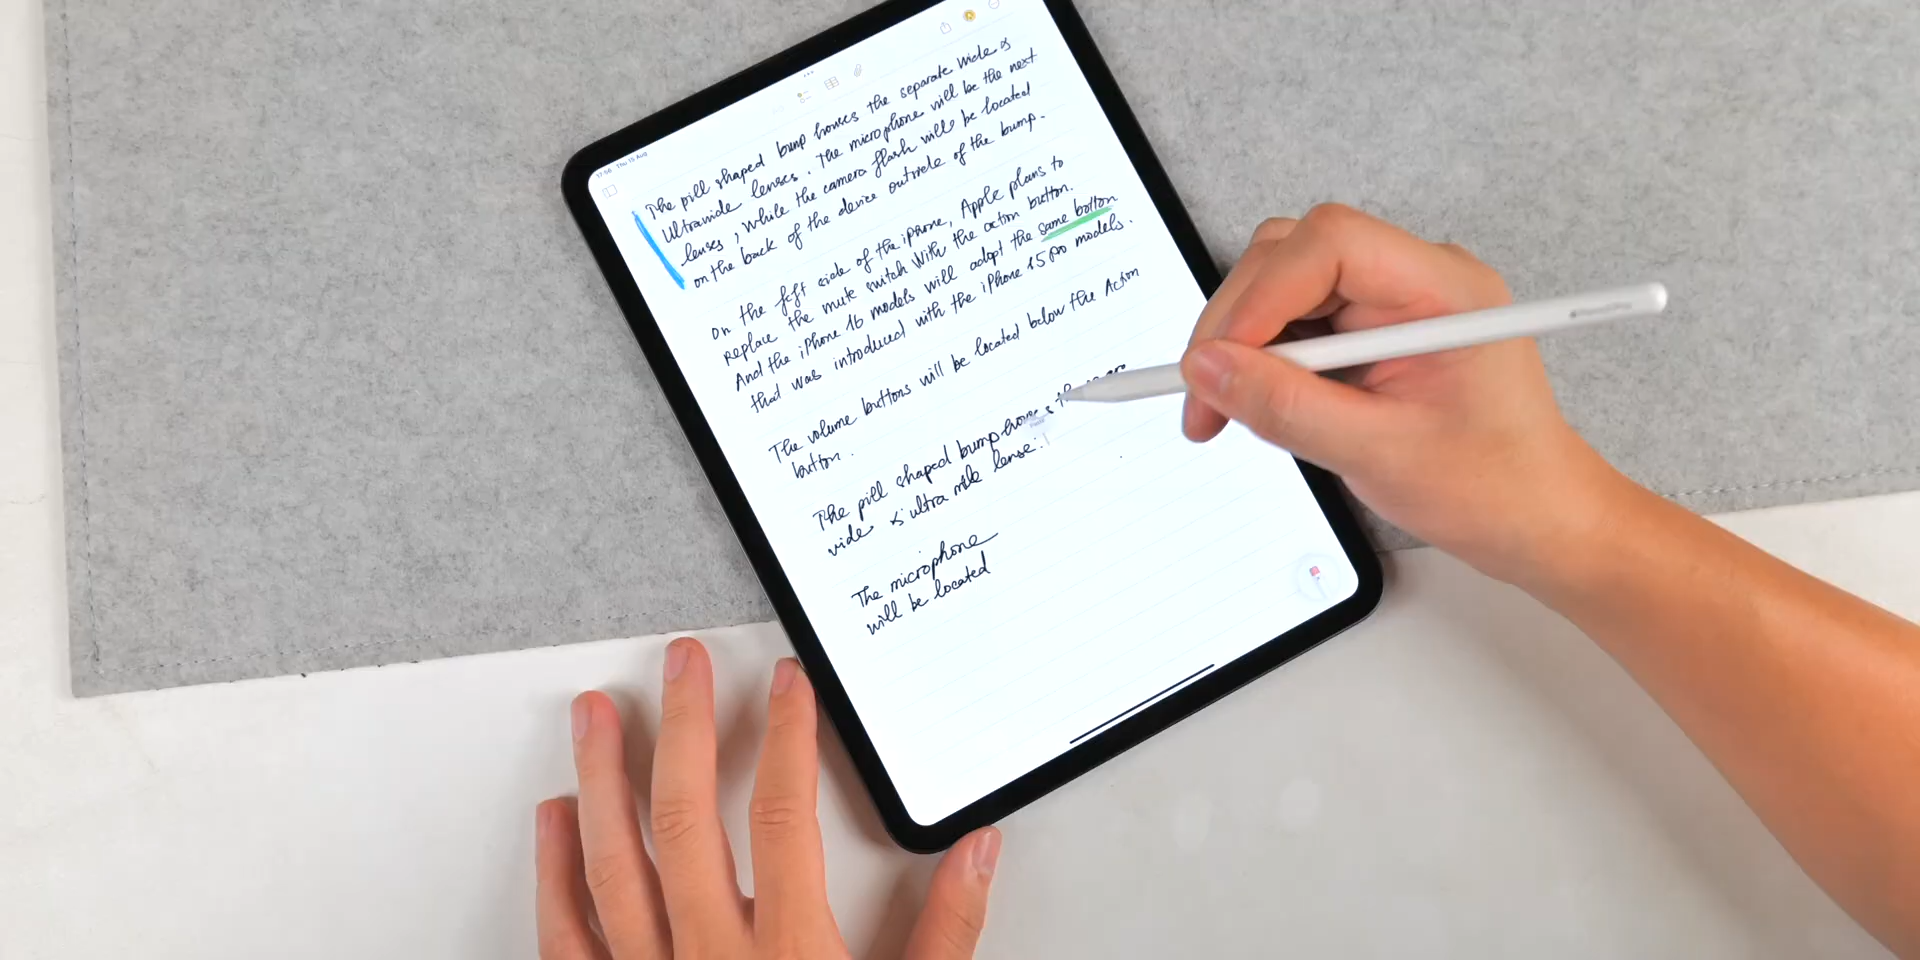 Thu 15 Aug
The pill shaped bump houses the separate wide &
Ultrawide lenses. The microphone will be the next
lenses, while the camera flash will be located
on the back of the device outside of the bump.
On the left side of the iphone, Apple plans to
replace the mute switch with the action button.
And the iPhone 16 models will adopt the same button
that was introduced with the iPhone 15 pro models.
The volume buttons will be located below the Action
button.
The pill shaped bump
wide & ultra lense.
The microphone
will be located